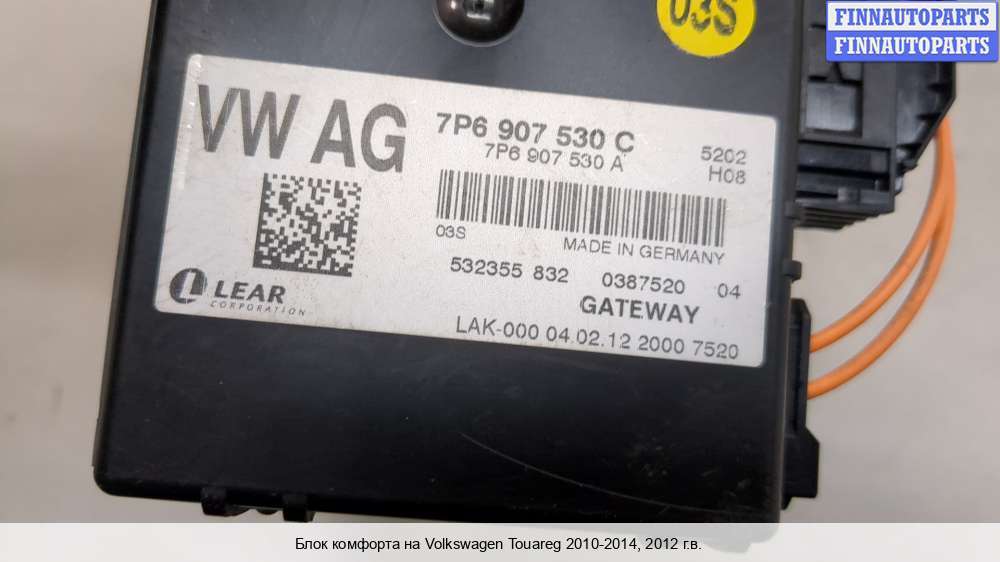 03S
FINNAUTOPARTS
FINNAUTOPARTS
VW AG
7P6 907 530 C
7P6 907 530 A
5202
H08
03S
MADE IN GERMANY
532355 832 0387520 04
LEAR
CORPORATION
GATEWAY
LAK-000 04.02.12 2000 7520
Блок комфорта на Volkswagen Touareg 2010-2014, 2012 г.в.